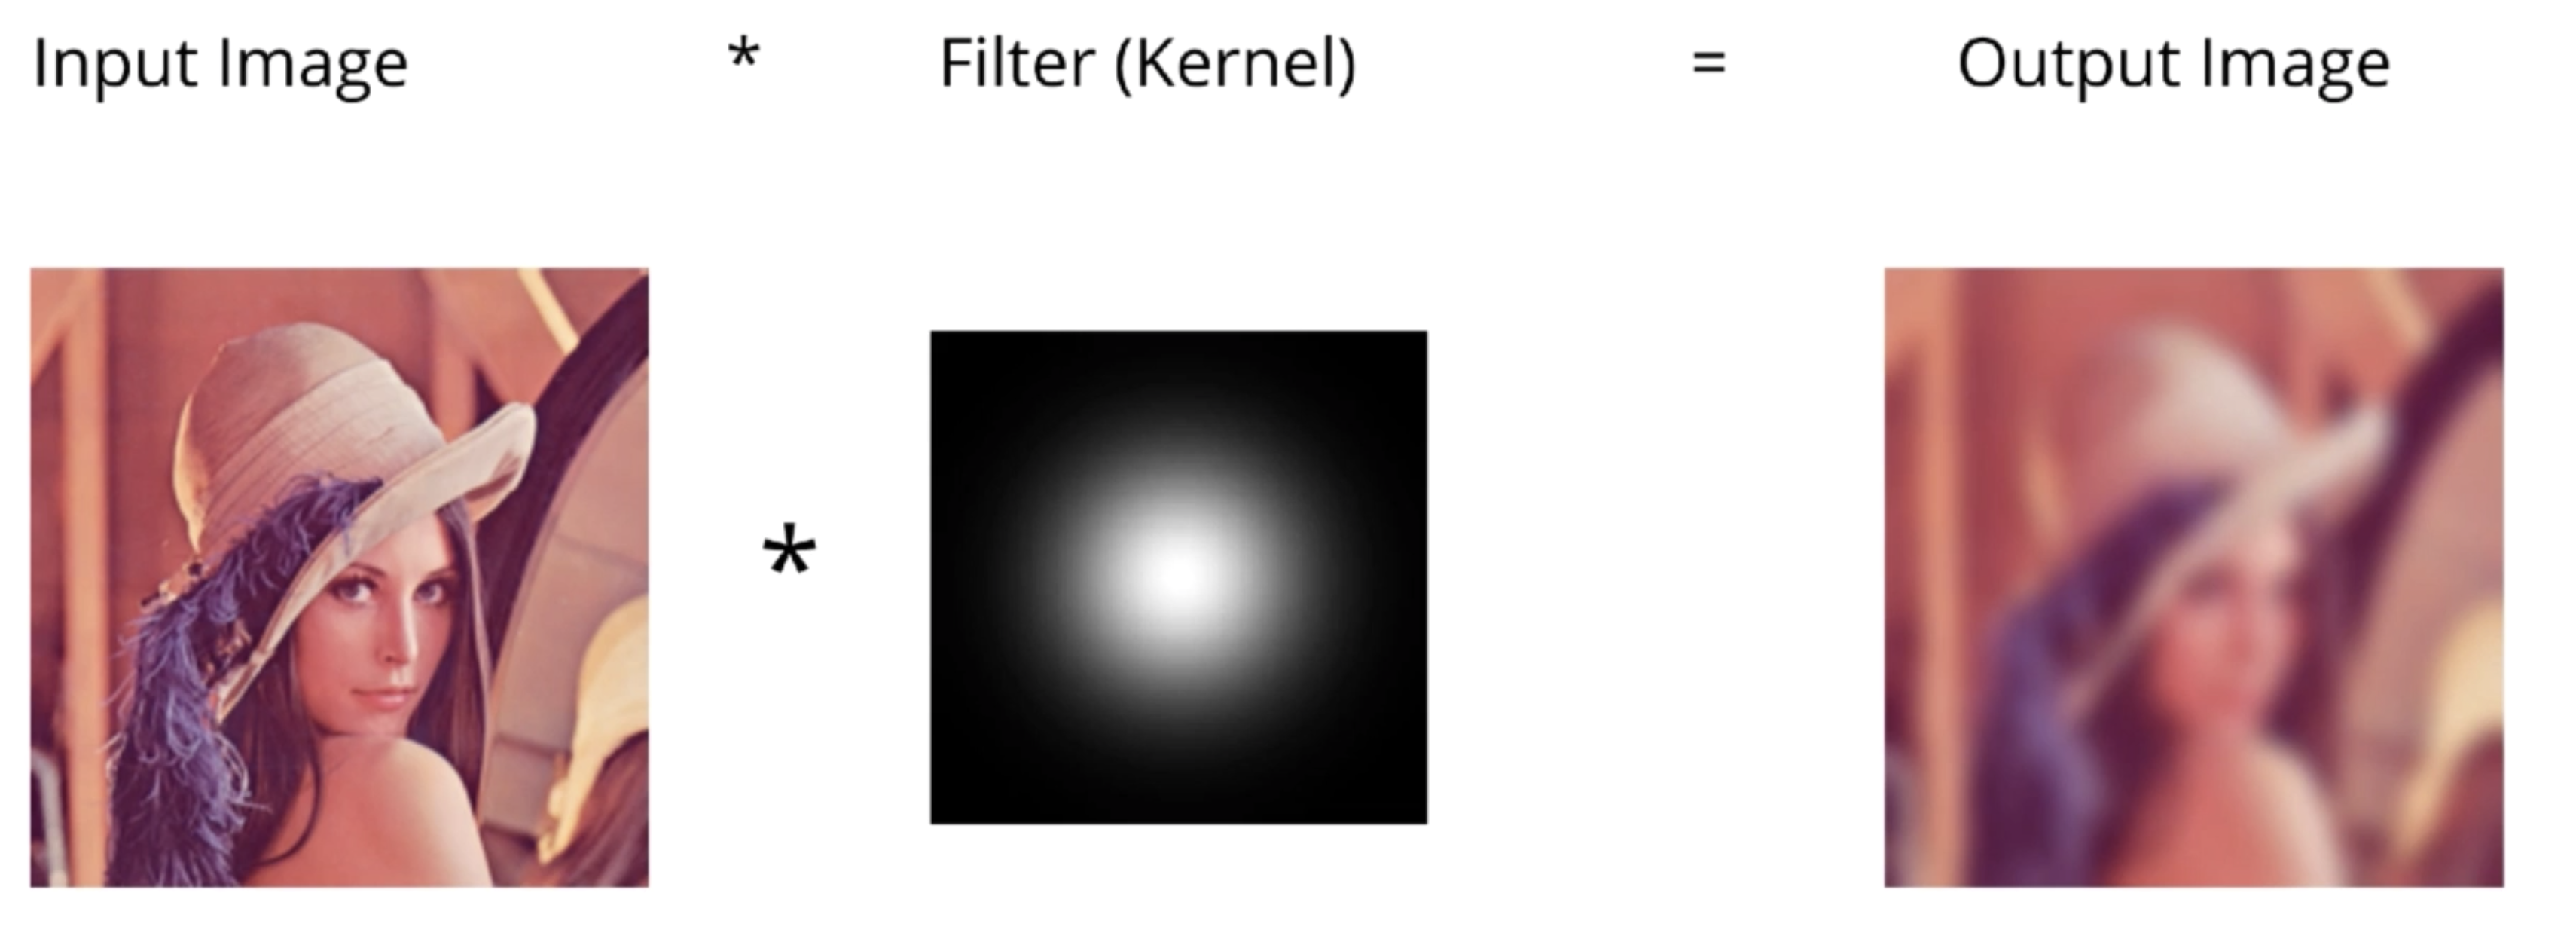 Input Image * Filter (Kernel) = Output Image
*